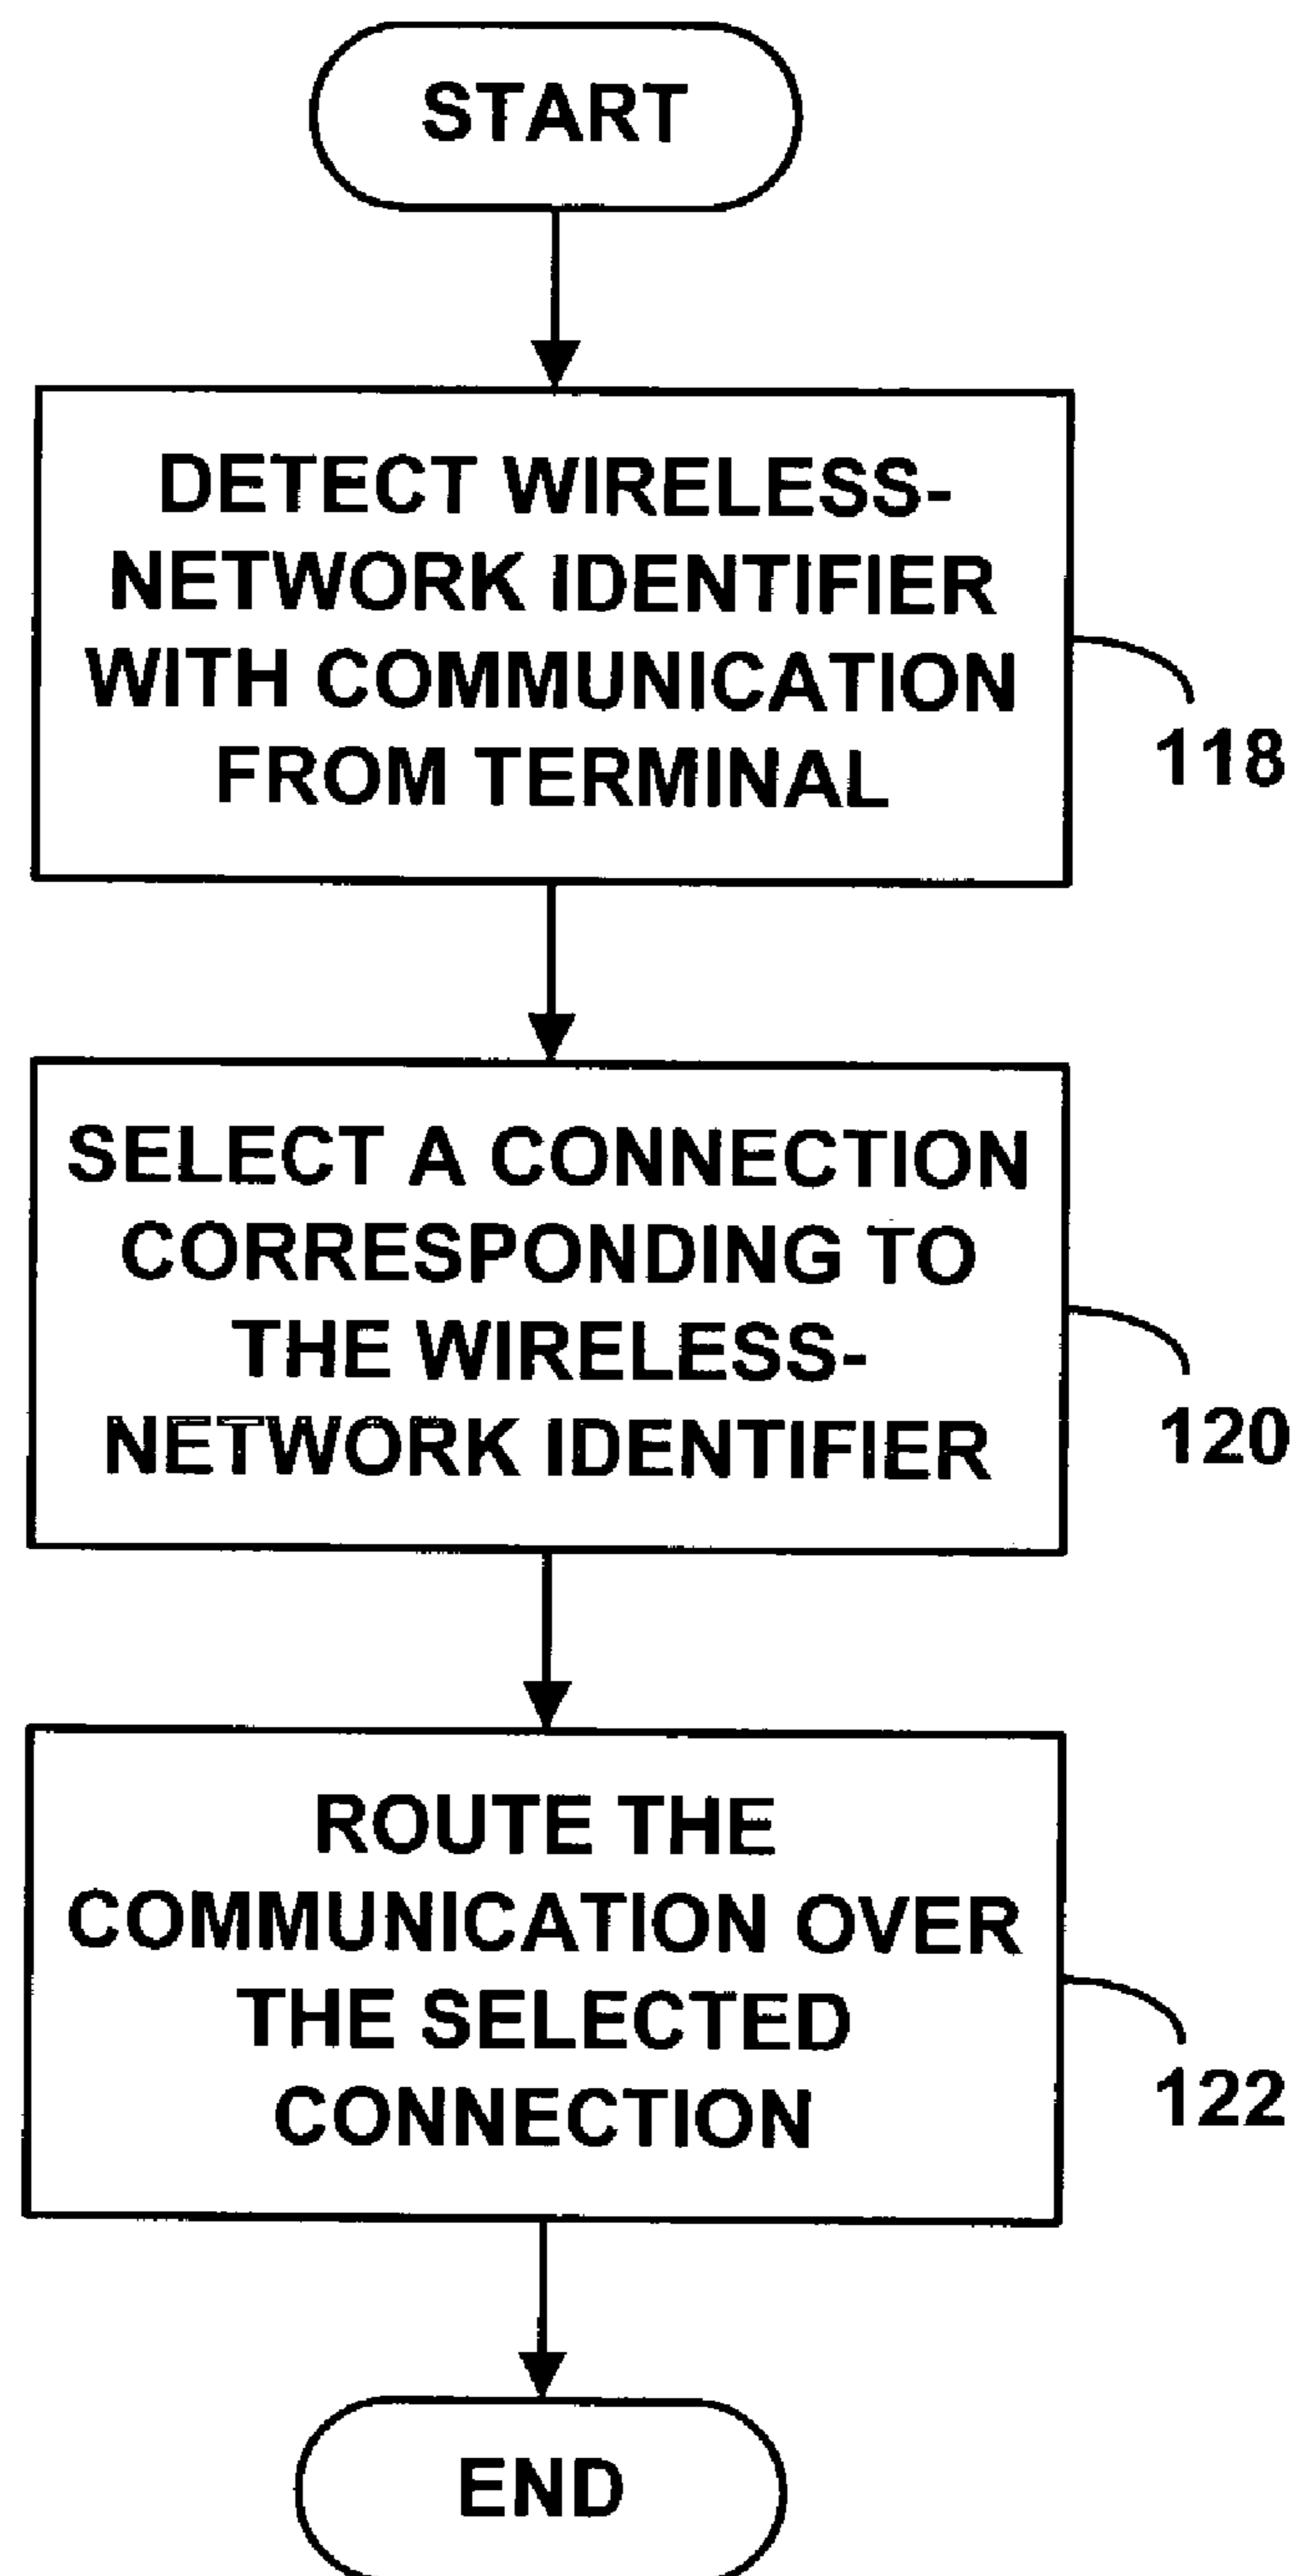 START
DETECT WIRELESS-
NETWORK IDENTIFIER
WITH COMMUNICATION
FROM TERMINAL
118
SELECT A CONNECTION
CORRESPONDING TO
THE WIRELESS-
NETWORK IDENTIFIER
120
ROUTE THE
COMMUNICATION OVER
THE SELECTED
CONNECTION
122
END